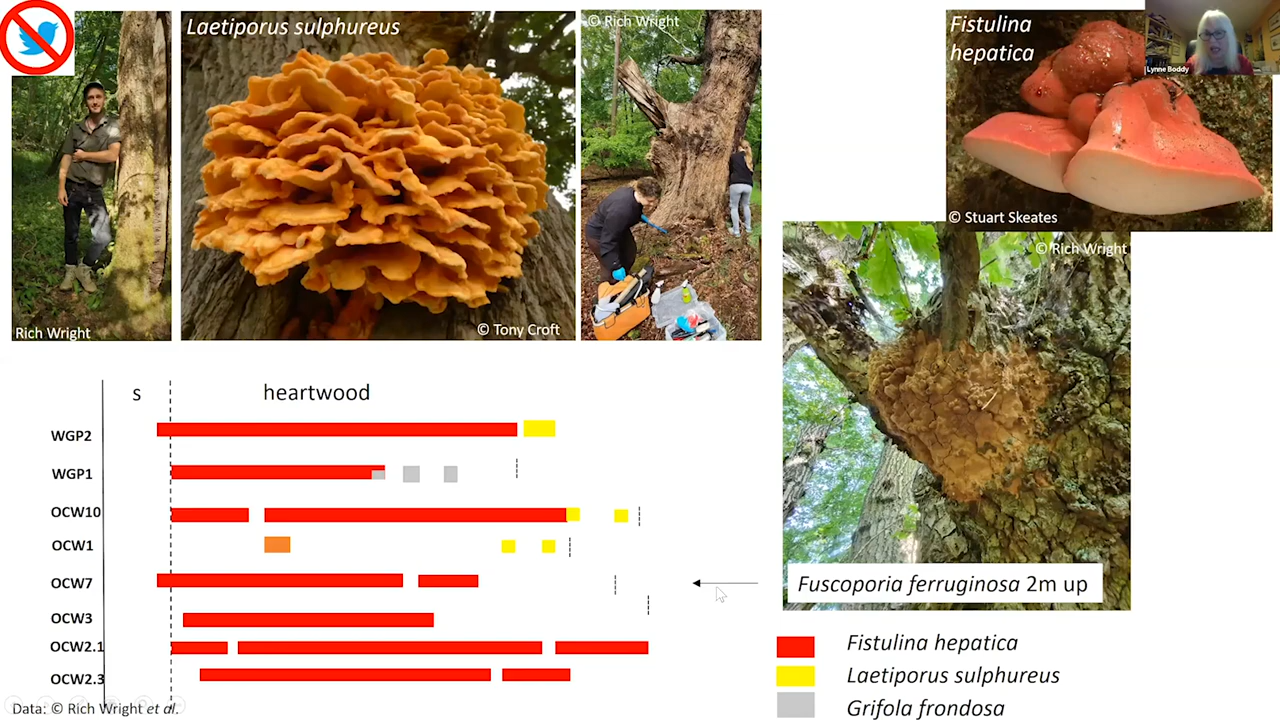 Laetiporus sulphureus
© Rich Wright
Fistulina
hepatica
Lynne Boddy
Rich Wright
© Tony Croft
© Stuart Skeates
© Rich Wright
s
heartwood
WGP2
WGP1
OCW10
OCW1
OCW7
OCW3
OCW2.1
OCW2.3
Fuscoporia ferruginosa 2m up
Fistulina hepatica
Laetiporus sulphureus
Grifola frondosa
Data: © Rich Wright et al.